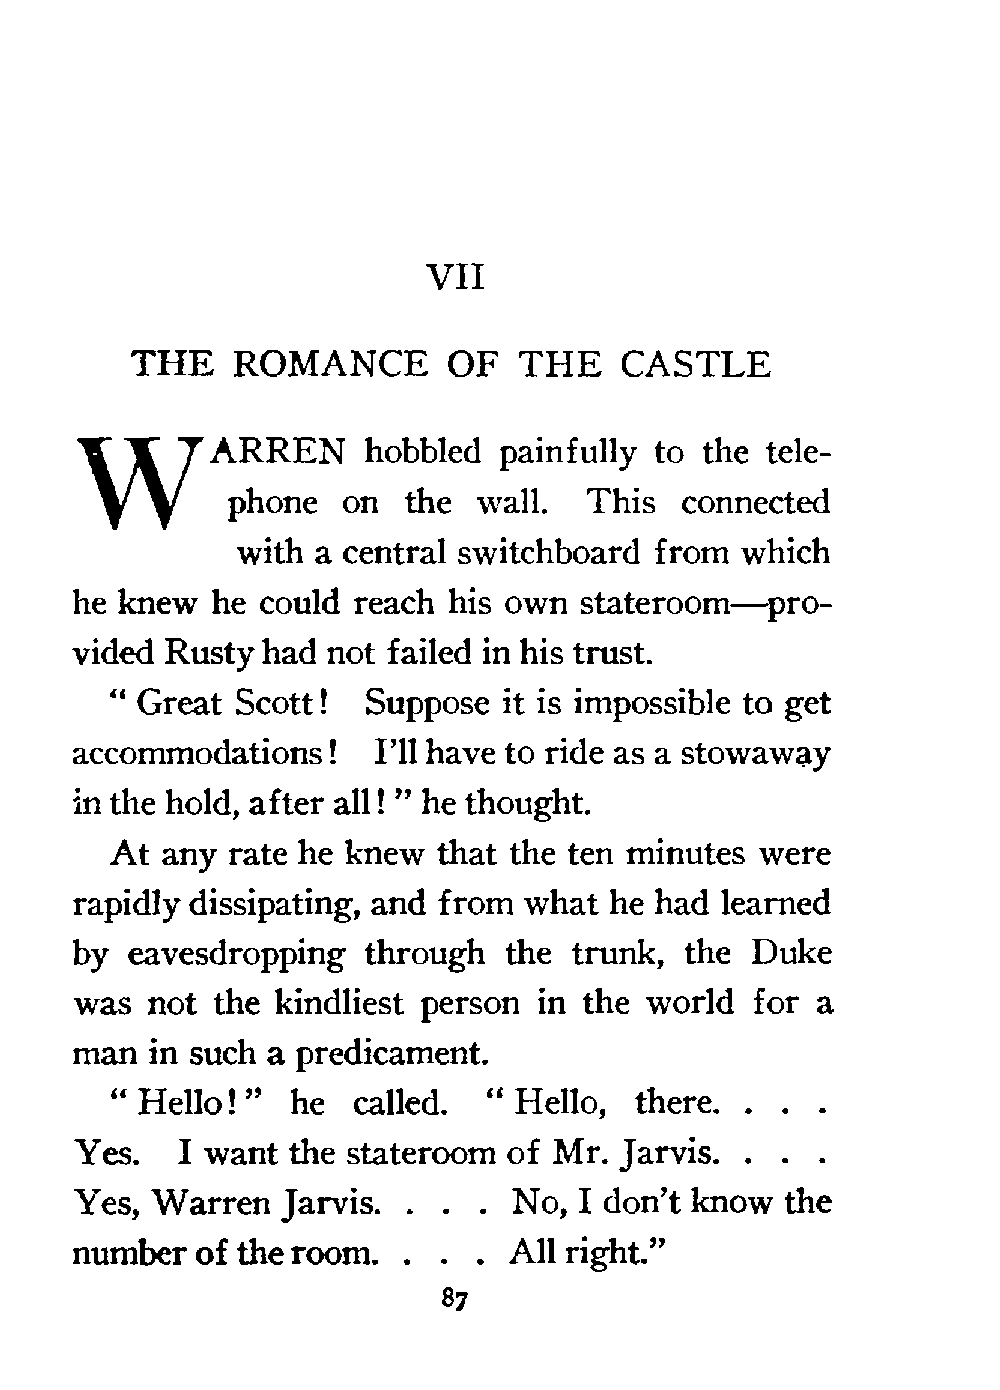 VII
THE ROMANCE OF THE CASTLE
WARREN hobbled painfully to the tele-
phone on the wall. This connected
with a central switchboard from which
he knew he could reach his own stateroom—pro-
vided Rusty had not failed in his trust.
" Great Scott! Suppose it is impossible to get
accommodations! I'll have to ride as a stowaway
in the hold, after all! " he thought.
At any rate he knew that the ten minutes were
rapidly dissipating, and from what he had learned
by eavesdropping through the trunk, the Duke
was not the kindliest person in the world for a
man in such a predicament.
" Hello! " he called. " Hello, there. . . .
Yes. I want the stateroom of Mr. Jarvis. . . .
Yes, Warren Jarvis. . . . No, I don't know the
number of the room. . . . All right."
87